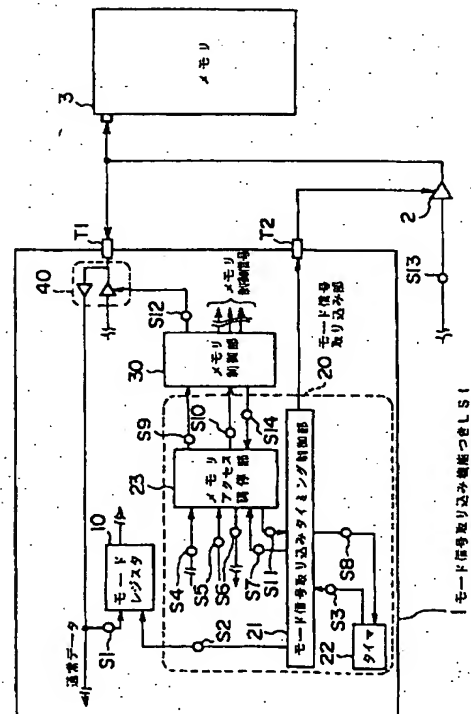 3
メモリ
T1
T2
2
S13
40
S12
メモリ
制御信号
30
メモリ
制御部
モード信号
取り込み部
20
S9
S10
S14
23
メモリ
アクセス
調停部
10
モード
レジスタ
通常データ
S1
S2
S4
S5
S6
S7
S11
21
モード信号取り込みタイミング制御部
S3
S8
22
タイマ
1 モード信号取り込み機能つきLSI